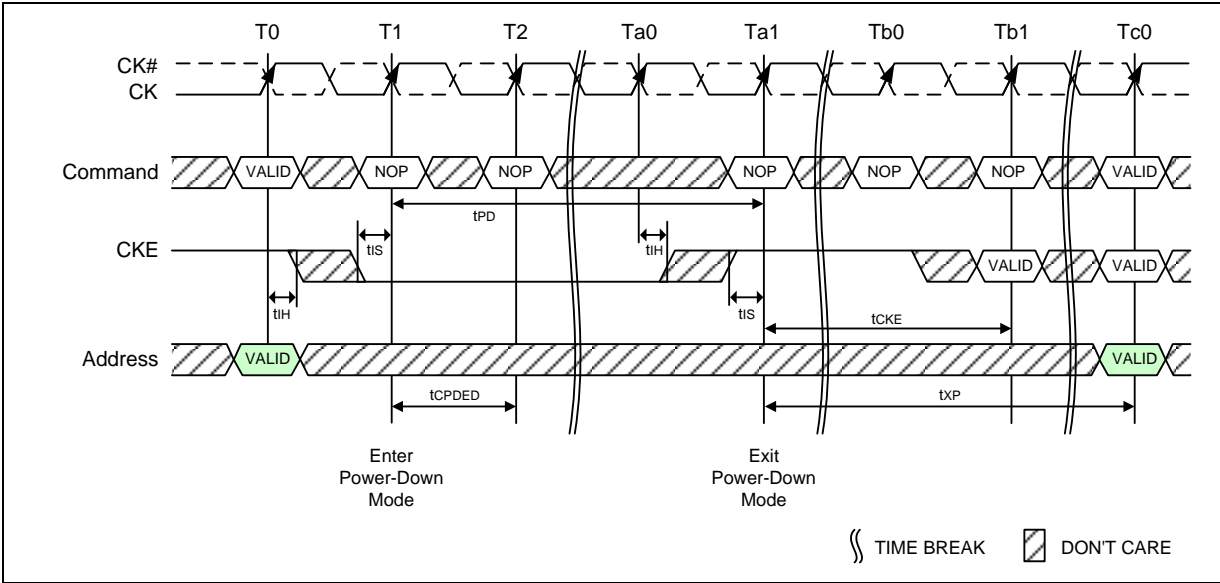 T0 T1 T2 Ta0 Ta1 Tb0 Tb1 Tc0
CK#
CK
Command VALID NOP NOP NOP NOP NOP VALID
tPD
tIS tIH
CKE VALID VALID
tIH tIS
tCKE
Address VALID VALID
tCPDED tXP
Enter
Power-Down
Mode
Exit
Power-Down
Mode
TIME BREAK DON'T CARE